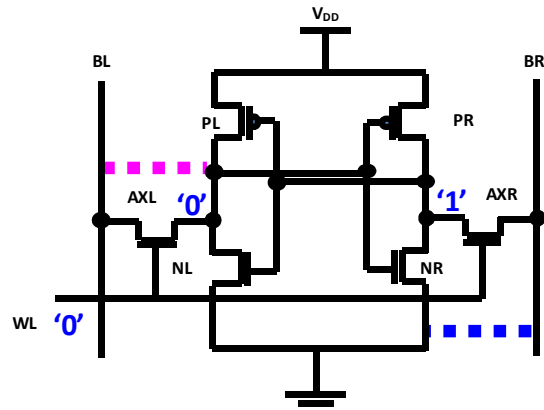 VDD
BL
BR
PL
PR
AXL
‘0’
‘1’
AXR
NL
NR
WL ‘0’